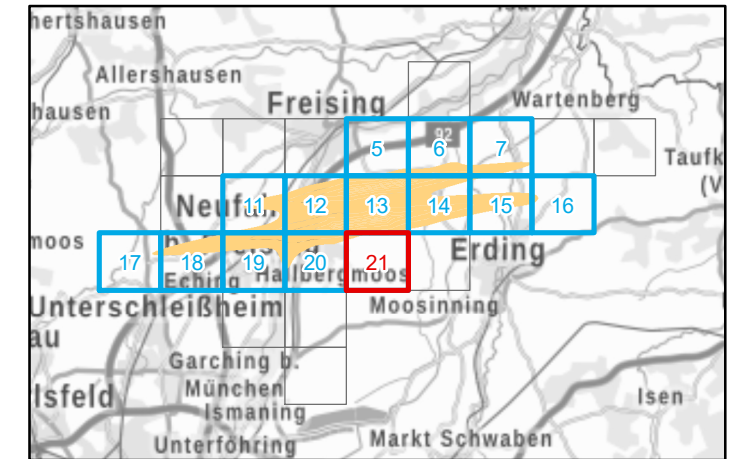 hertshausen
Allershausen
hausen
Freising
Wartenberg
92
5
6
7
Taufk
(V
11
12
13
14
15
16
moos
17
18
19
20
21
Erding
Eching
Hallbergmoos
Unterschleißheim
Moosinning
au
Garching b.
München
lsfeld
Ismaning
Isen
Unterföhring
Markt Schwaben